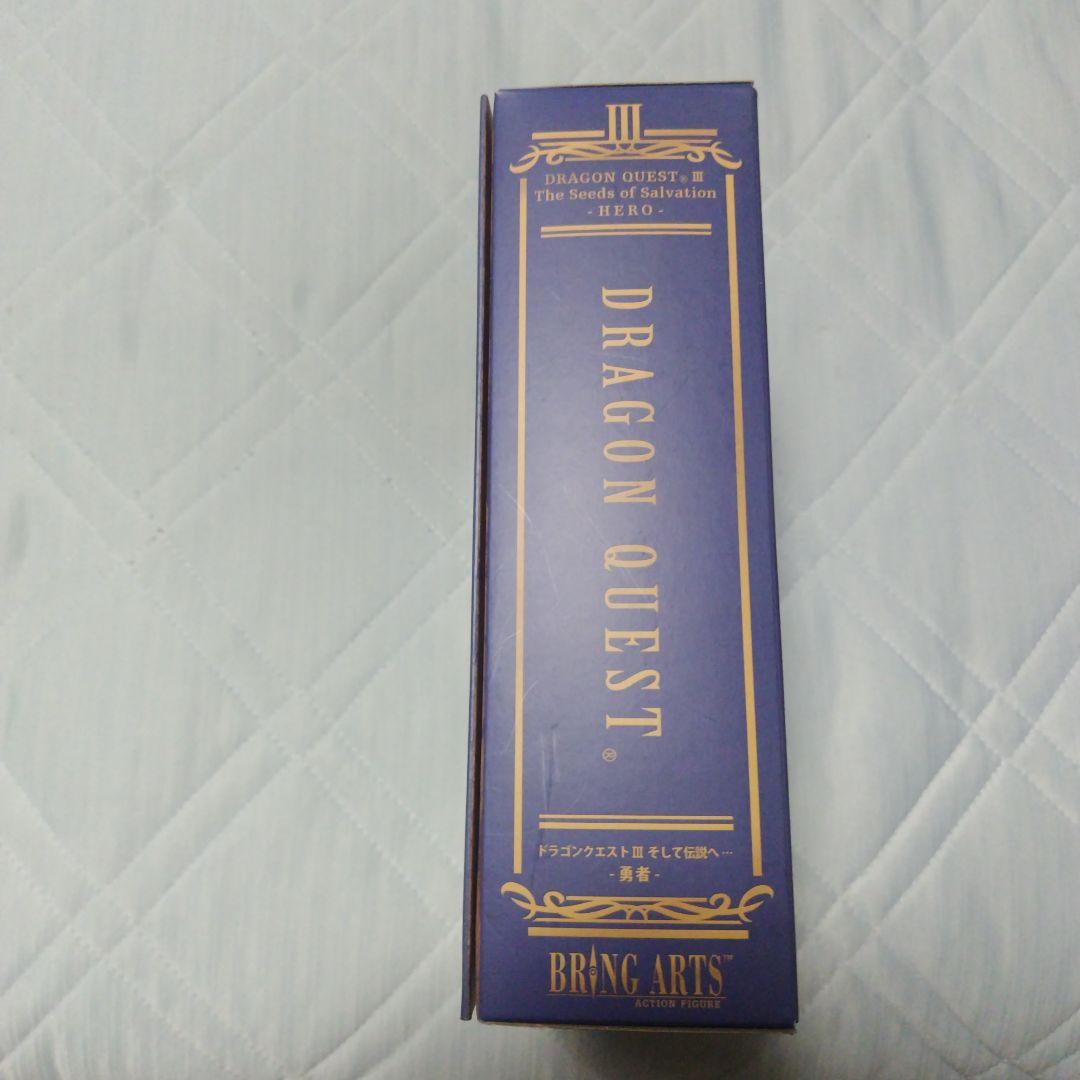 III
DRAGON QUEST® III
The Seeds of Salvation
- HERO -
DRAGON QUEST®
ドラゴンクエストIII そして伝説へ…
- 勇者 -
BRING ARTS™
ACTION FIGURE